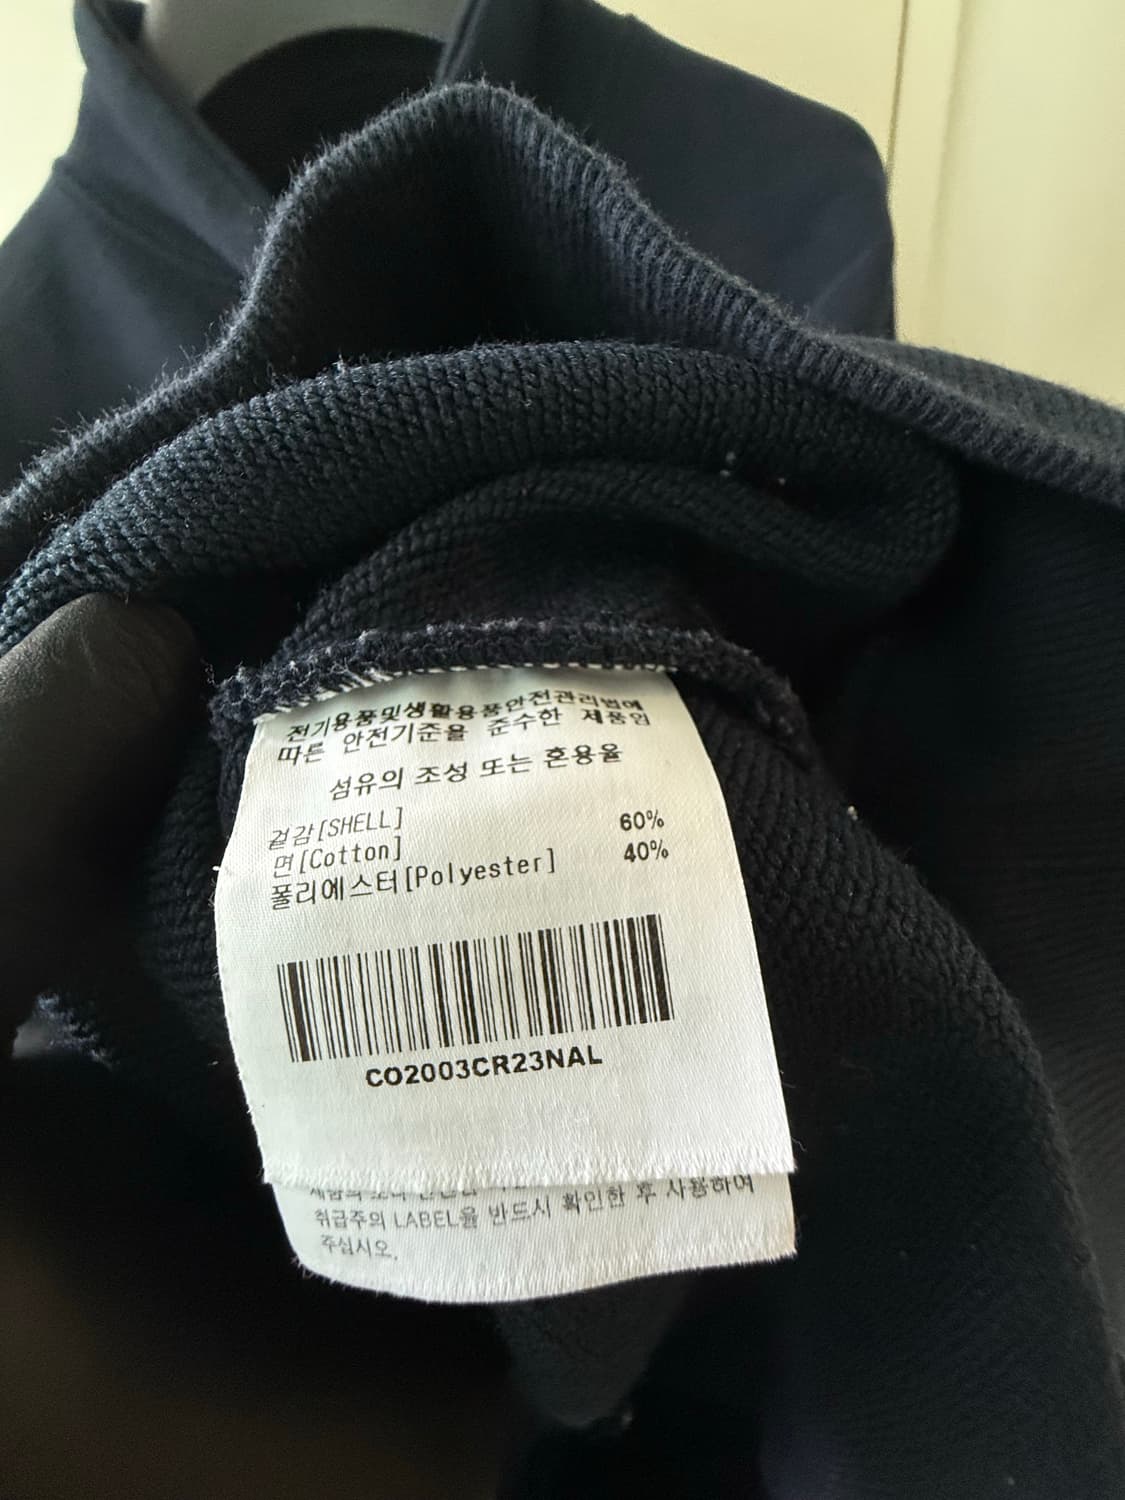 전기용품및생활용품안전관리법에
따른 안전기준을 준수한 제품임
섬유의 조성 또는 혼용율
겉감[SHELL]
면[Cotton] 60%
폴리에스터[Polyester] 40%
CO2003CR23NAL
취급주의 LABEL을 반드시 확인한 후 사용하여
주십시오.